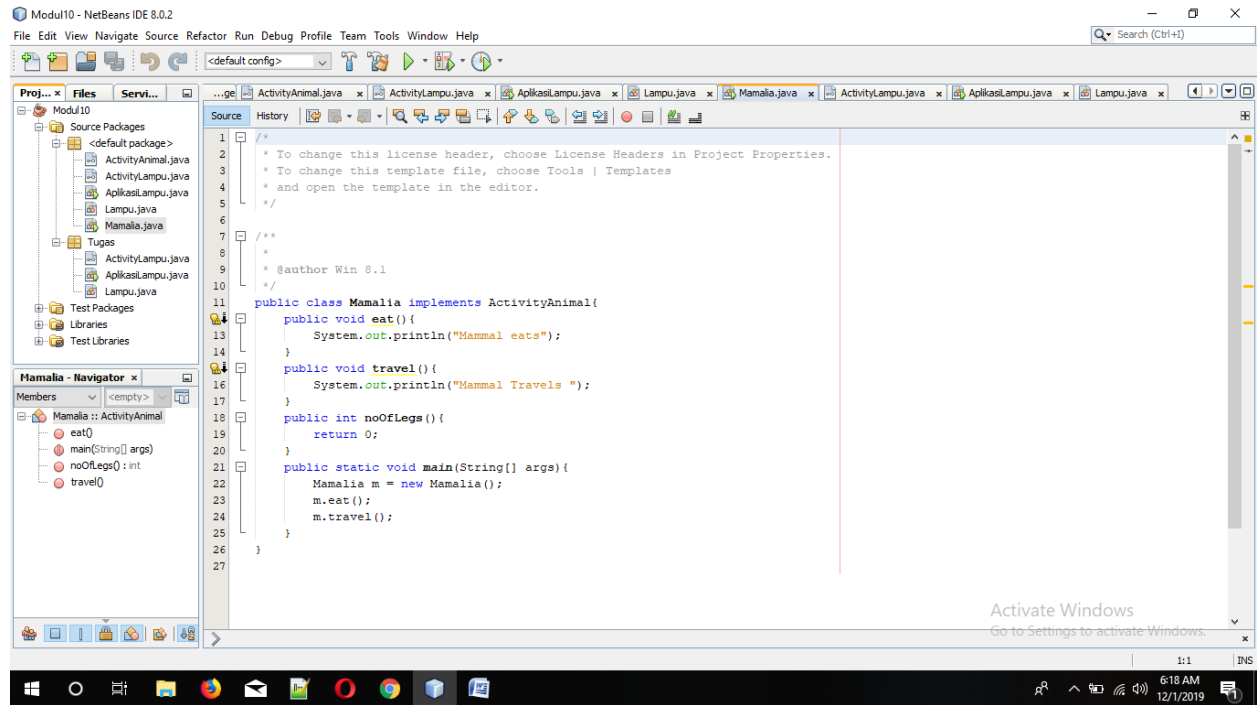 Modul10 - NetBeans IDE 8.0.2
File Edit View Navigate Source Refactor Run Debug Profile Team Tools Window Help
Search (Ctrl+I)
<default config>
Proj... x Files Servi...
...ge ActivityAnimal.java x ActivityLampu.java x AplikasiLampu.java x Lampu.java x Mamalia.java x ActivityLampu.java x AplikasiLampu.java x Lampu.java x
Source History
Modul10
Source Packages
<default package>
ActivityAnimal.java
ActivityLampu.java
AplikasiLampu.java
Lampu.java
Mamalia.java
Tugas
ActivityLampu.java
AplikasiLampu.java
Lampu.java
Test Packages
Libraries
Test Libraries
Mamalia - Navigator x
Members <empty>
Mamalia :: ActivityAnimal
eat()
main(String[] args)
noOfLegs() : int
travel()
1 /*
2 * To change this license header, choose License Headers in Project Properties.
3 * To change this template file, choose Tools | Templates
4 * and open the template in the editor.
5 */
6
7 /**
8 *
9 * @author Win 8.1
10 */
11 public class Mamalia implements ActivityAnimal{
public void eat(){
13 System.out.println("Mammal eats");
14 }
public void travel(){
16 System.out.println("Mammal Travels ");
17 }
18 public int noOfLegs(){
19 return 0;
20 }
21 public static void main(String[] args){
22 Mamalia m = new Mamalia();
23 m.eat();
24 m.travel();
25 }
26 }
27
Activate Windows
Go to Settings to activate Windows.
1:1 INS
6:18 AM
12/1/2019
1